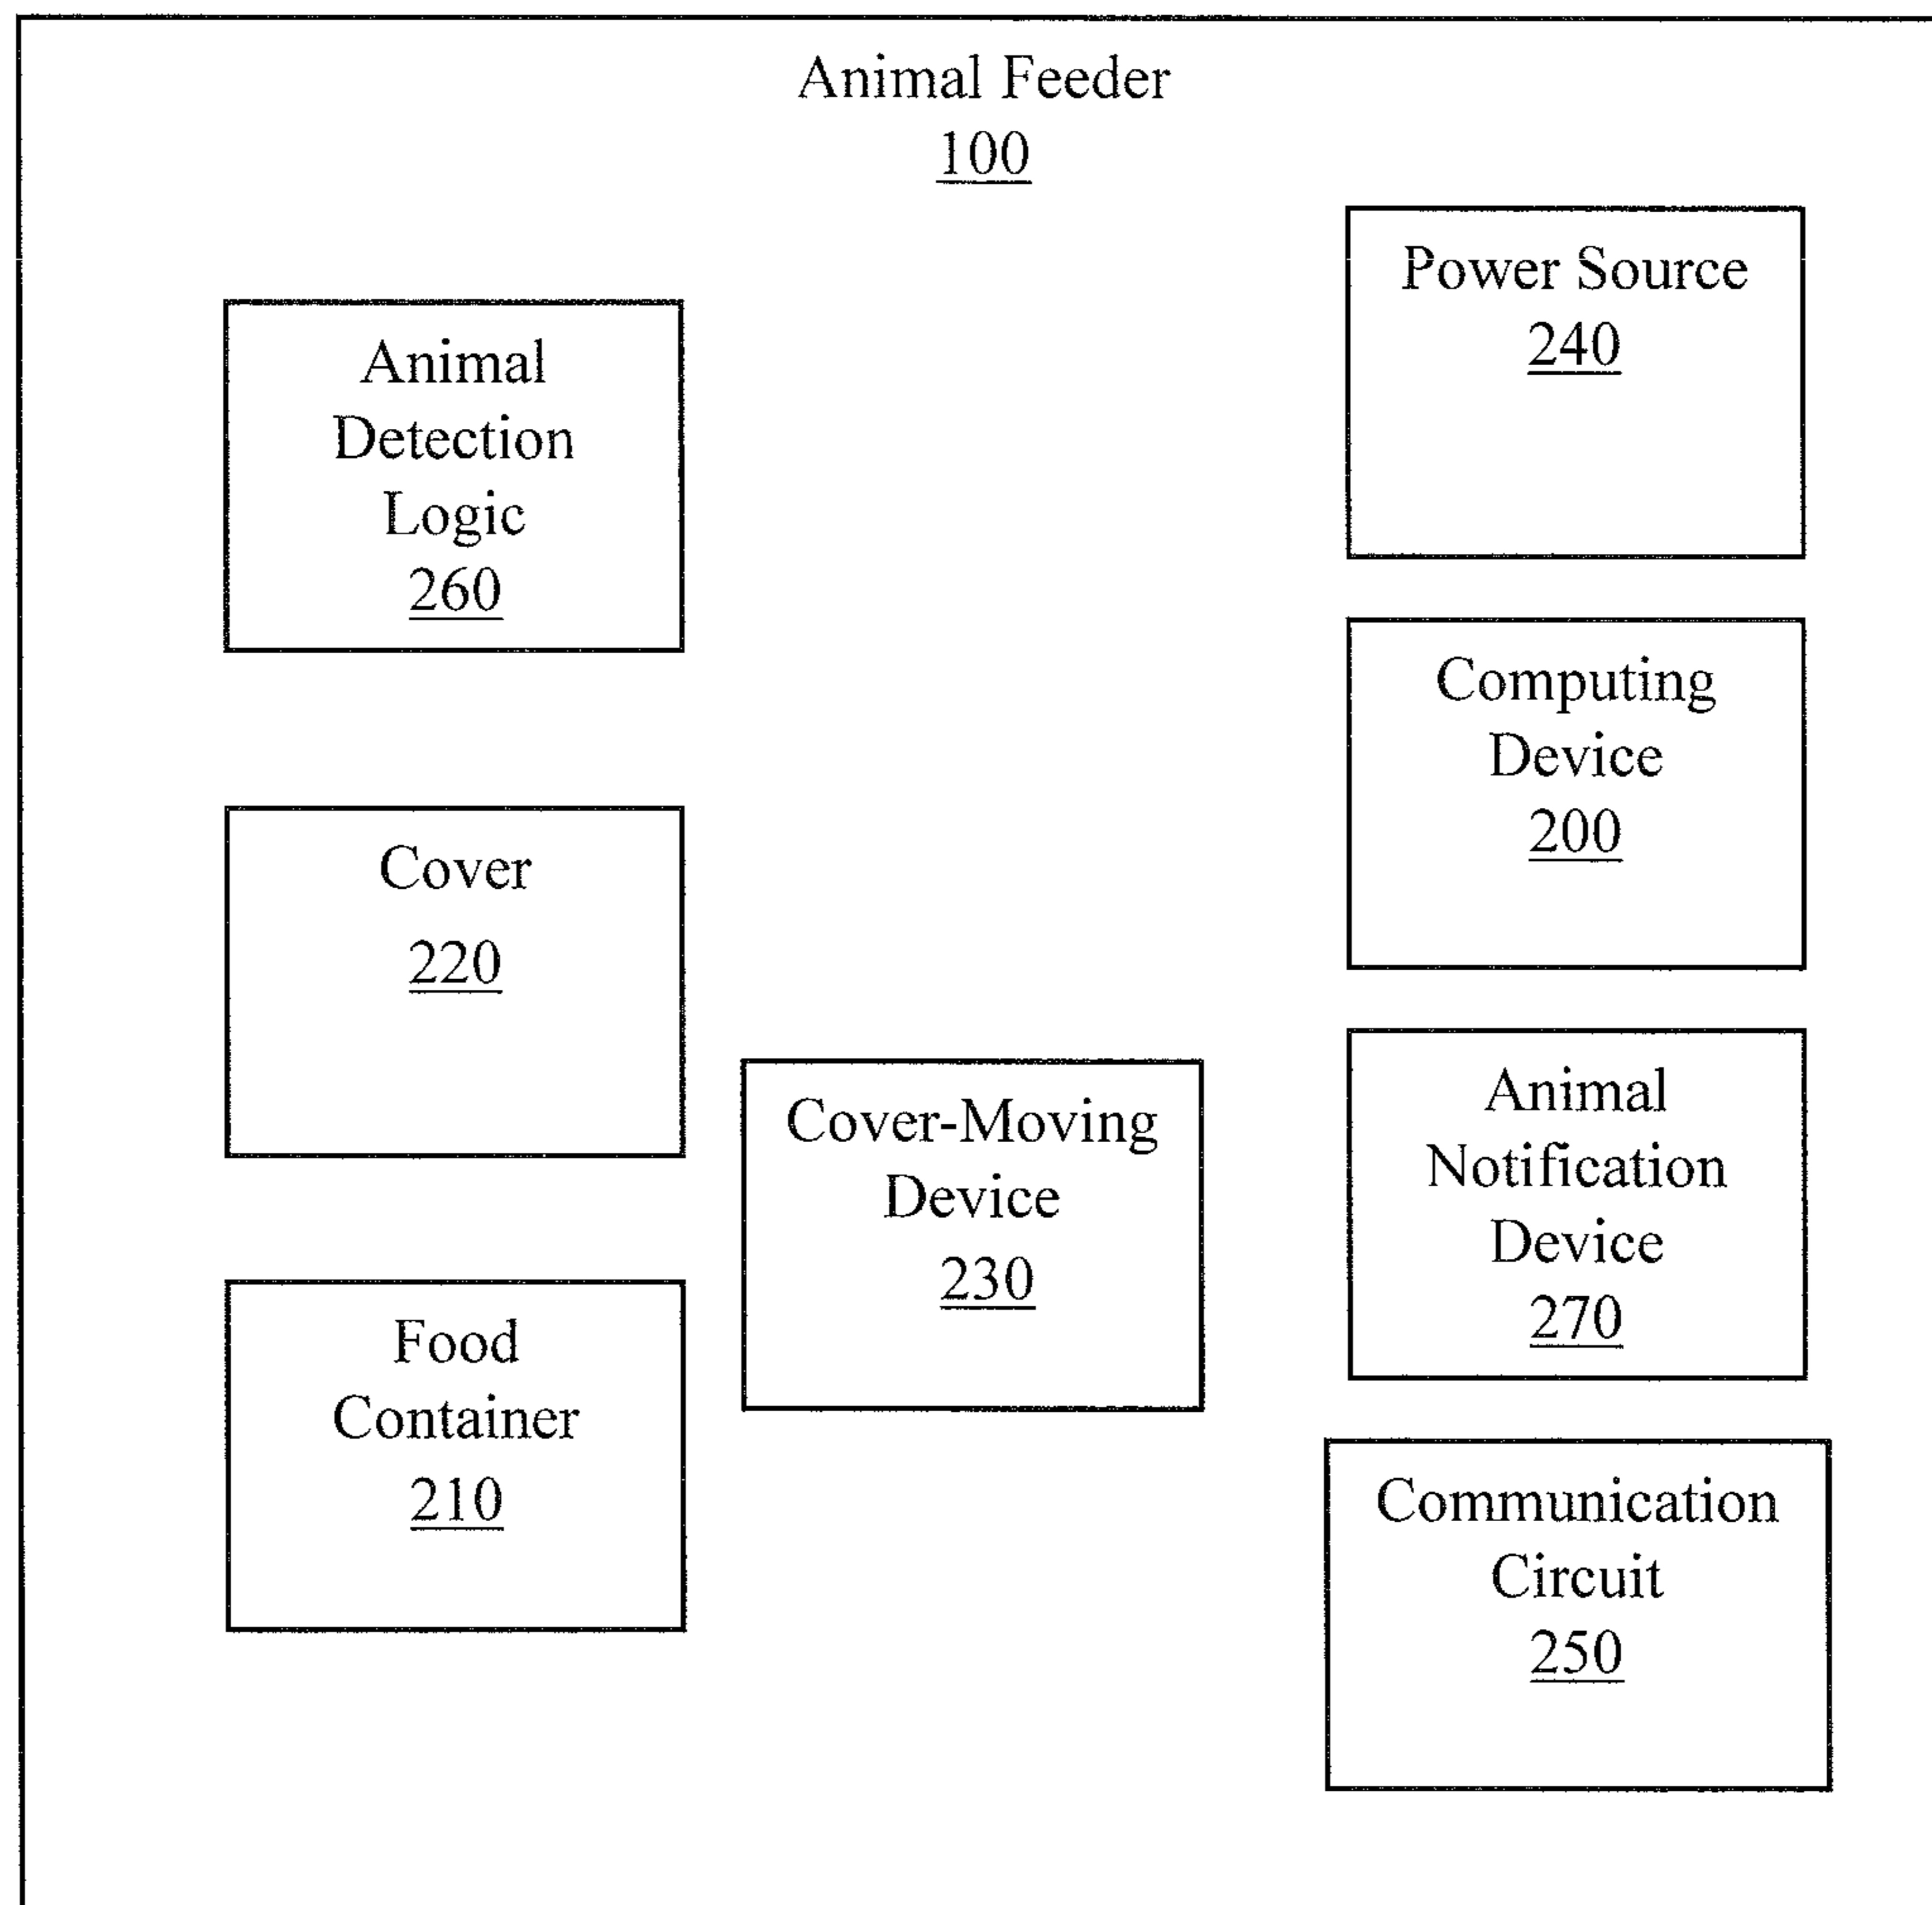 Animal Feeder
100
Power Source
240
Animal
Detection
Logic
260
Computing
Device
200
Cover
220
Cover-Moving
Device
230
Animal
Notification
Device
270
Food
Container
210
Communication
Circuit
250